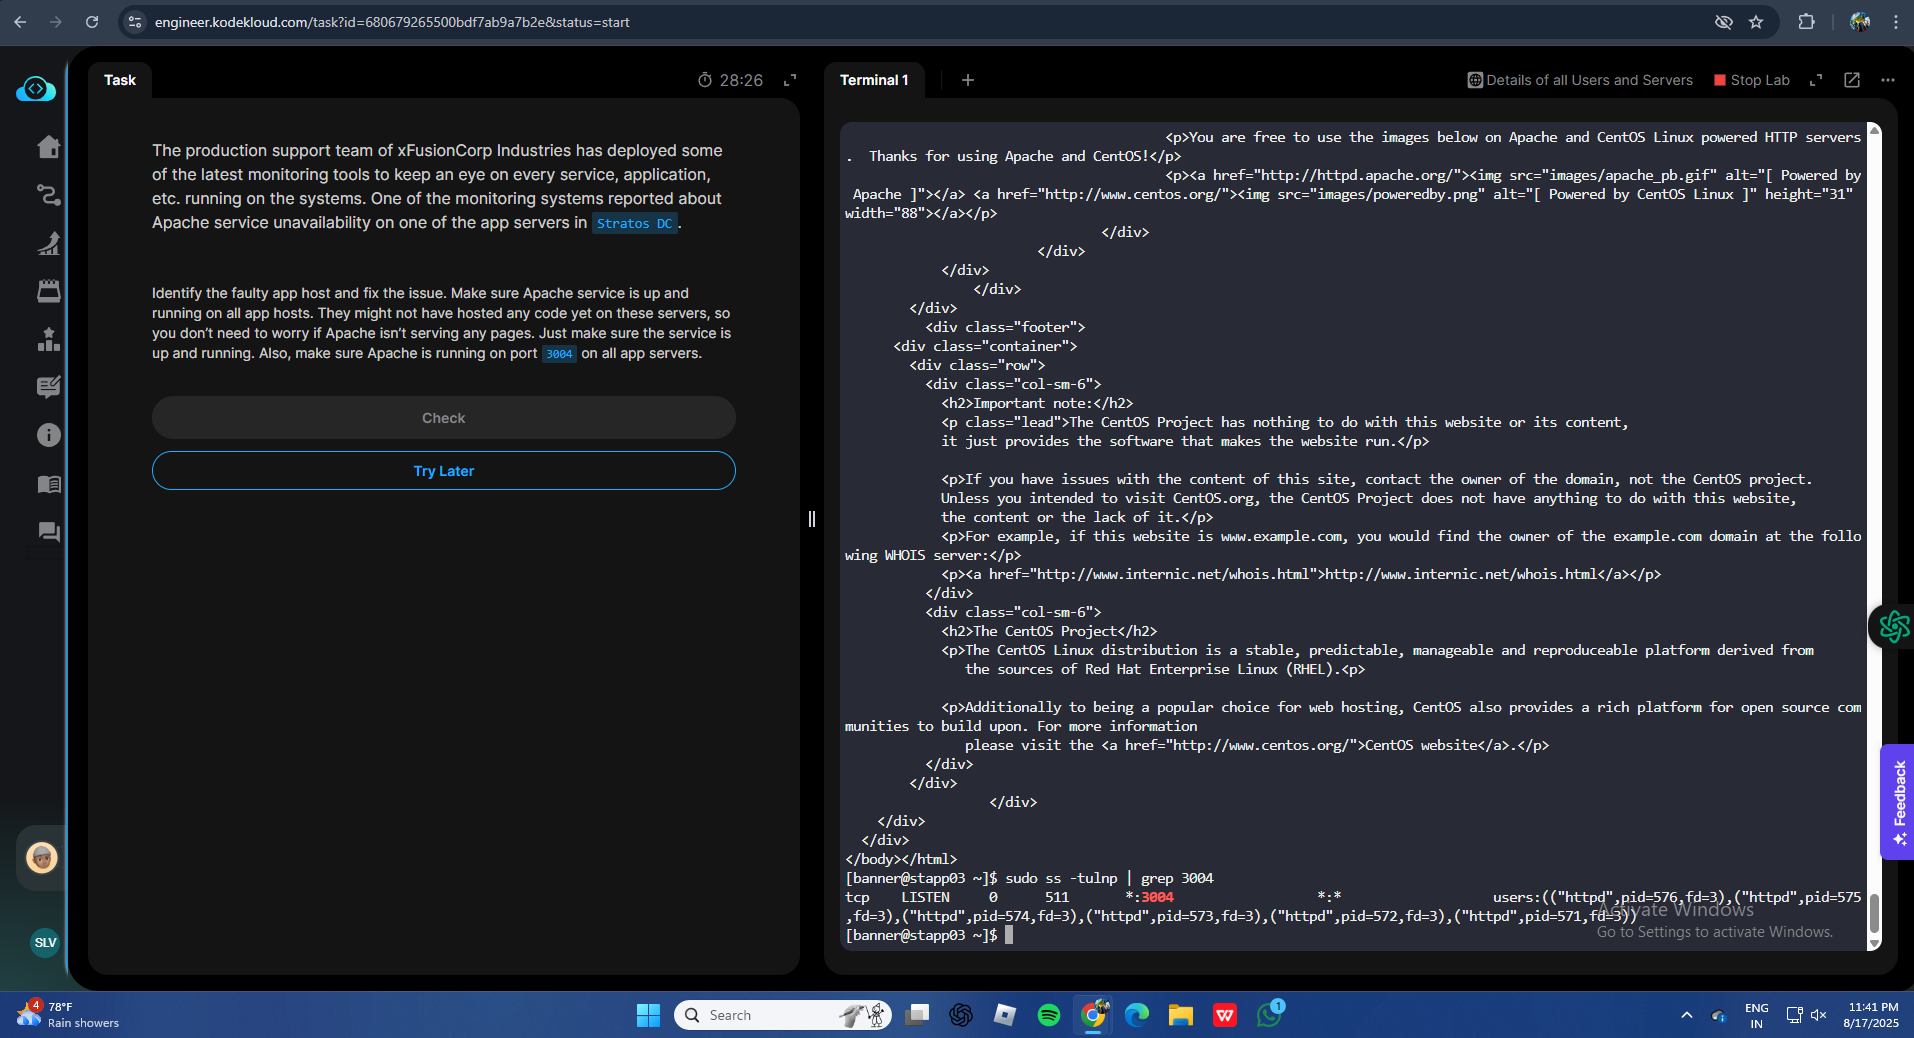 engineer.kodekloud.com/task?id=680679265500bdf7ab9a7b2e&status=start
Task
28:26
The production support team of xFusionCorp Industries has deployed some
of the latest monitoring tools to keep an eye on every service, application,
etc. running on the systems. One of the monitoring systems reported about
Apache service unavailability on one of the app servers in Stratos DC.
Identify the faulty app host and fix the issue. Make sure Apache service is up and
running on all app hosts. They might not have hosted any code yet on these servers, so
you don't need to worry if Apache isn't serving any pages. Just make sure the service is
up and running. Also, make sure Apache is running on port 3004 on all app servers.
Check
Try Later
SLV
Terminal 1
Details of all Users and Servers
Stop Lab
<p>You are free to use the images below on Apache and CentOS Linux powered HTTP servers
.  Thanks for using Apache and CentOS!</p>
<p><a href="http://httpd.apache.org/"><img src="images/apache_pb.gif" alt="[ Powered by
Apache ]"></a> <a href="http://www.centos.org/"><img src="images/poweredby.png" alt="[ Powered by CentOS Linux ]" height="31"
width="88"></a></p>
</div>
</div>
</div>
</div>
</div>
<div class="footer">
<div class="container">
<div class="row">
<div class="col-sm-6">
<h2>Important note:</h2>
<p class="lead">The CentOS Project has nothing to do with this website or its content,
it just provides the software that makes the website run.</p>
<p>If you have issues with the content of this site, contact the owner of the domain, not the CentOS project.
Unless you intended to visit CentOS.org, the CentOS Project does not have anything to do with this website,
the content or the lack of it.</p>
<p>For example, if this website is www.example.com, you would find the owner of the example.com domain at the follo
wing WHOIS server:</p>
<p><a href="http://www.internic.net/whois.html">http://www.internic.net/whois.html</a></p>
</div>
<div class="col-sm-6">
<h2>The CentOS Project</h2>
<p>The CentOS Linux distribution is a stable, predictable, manageable and reproduceable platform derived from
the sources of Red Hat Enterprise Linux (RHEL).<p>
<p>Additionally to being a popular choice for web hosting, CentOS also provides a rich platform for open source com
munities to build upon. For more information
please visit the <a href="http://www.centos.org/">CentOS website</a>.</p>
</div>
</div>
</div>
</div>
</div>
</body></html>
[banner@stapp03 ~]$ sudo ss -tulnp | grep 3004
tcp    LISTEN     0      511       *:3004                  *:*                   users:(("httpd",pid=576,fd=3),("httpd",pid=575
,fd=3),("httpd",pid=574,fd=3),("httpd",pid=573,fd=3),("httpd",pid=572,fd=3),("httpd",pid=571,fd=3))
[banner@stapp03 ~]$
Activate Windows
Go to Settings to activate Windows.
Feedback
4
78°F
Rain showers
Search
W
1
ENG
IN
11:41 PM
8/17/2025